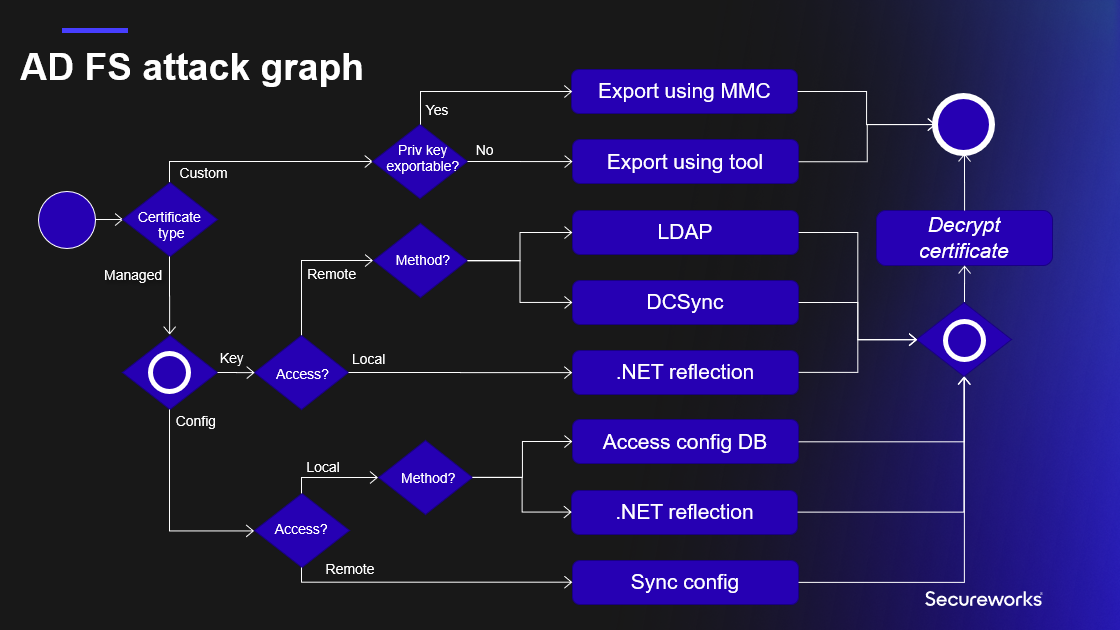 AD FS attack graph
Export using MMC
Yes
Priv key
exportable?
No
Export using tool
Custom
Certificate
type
LDAP
Decrypt
certificate
Method?
Remote
Managed
DCSync
Key
Access?
Local
.NET reflection
Config
Access config DB
Local
Method?
.NET reflection
Access?
Remote
Sync config
Secureworks